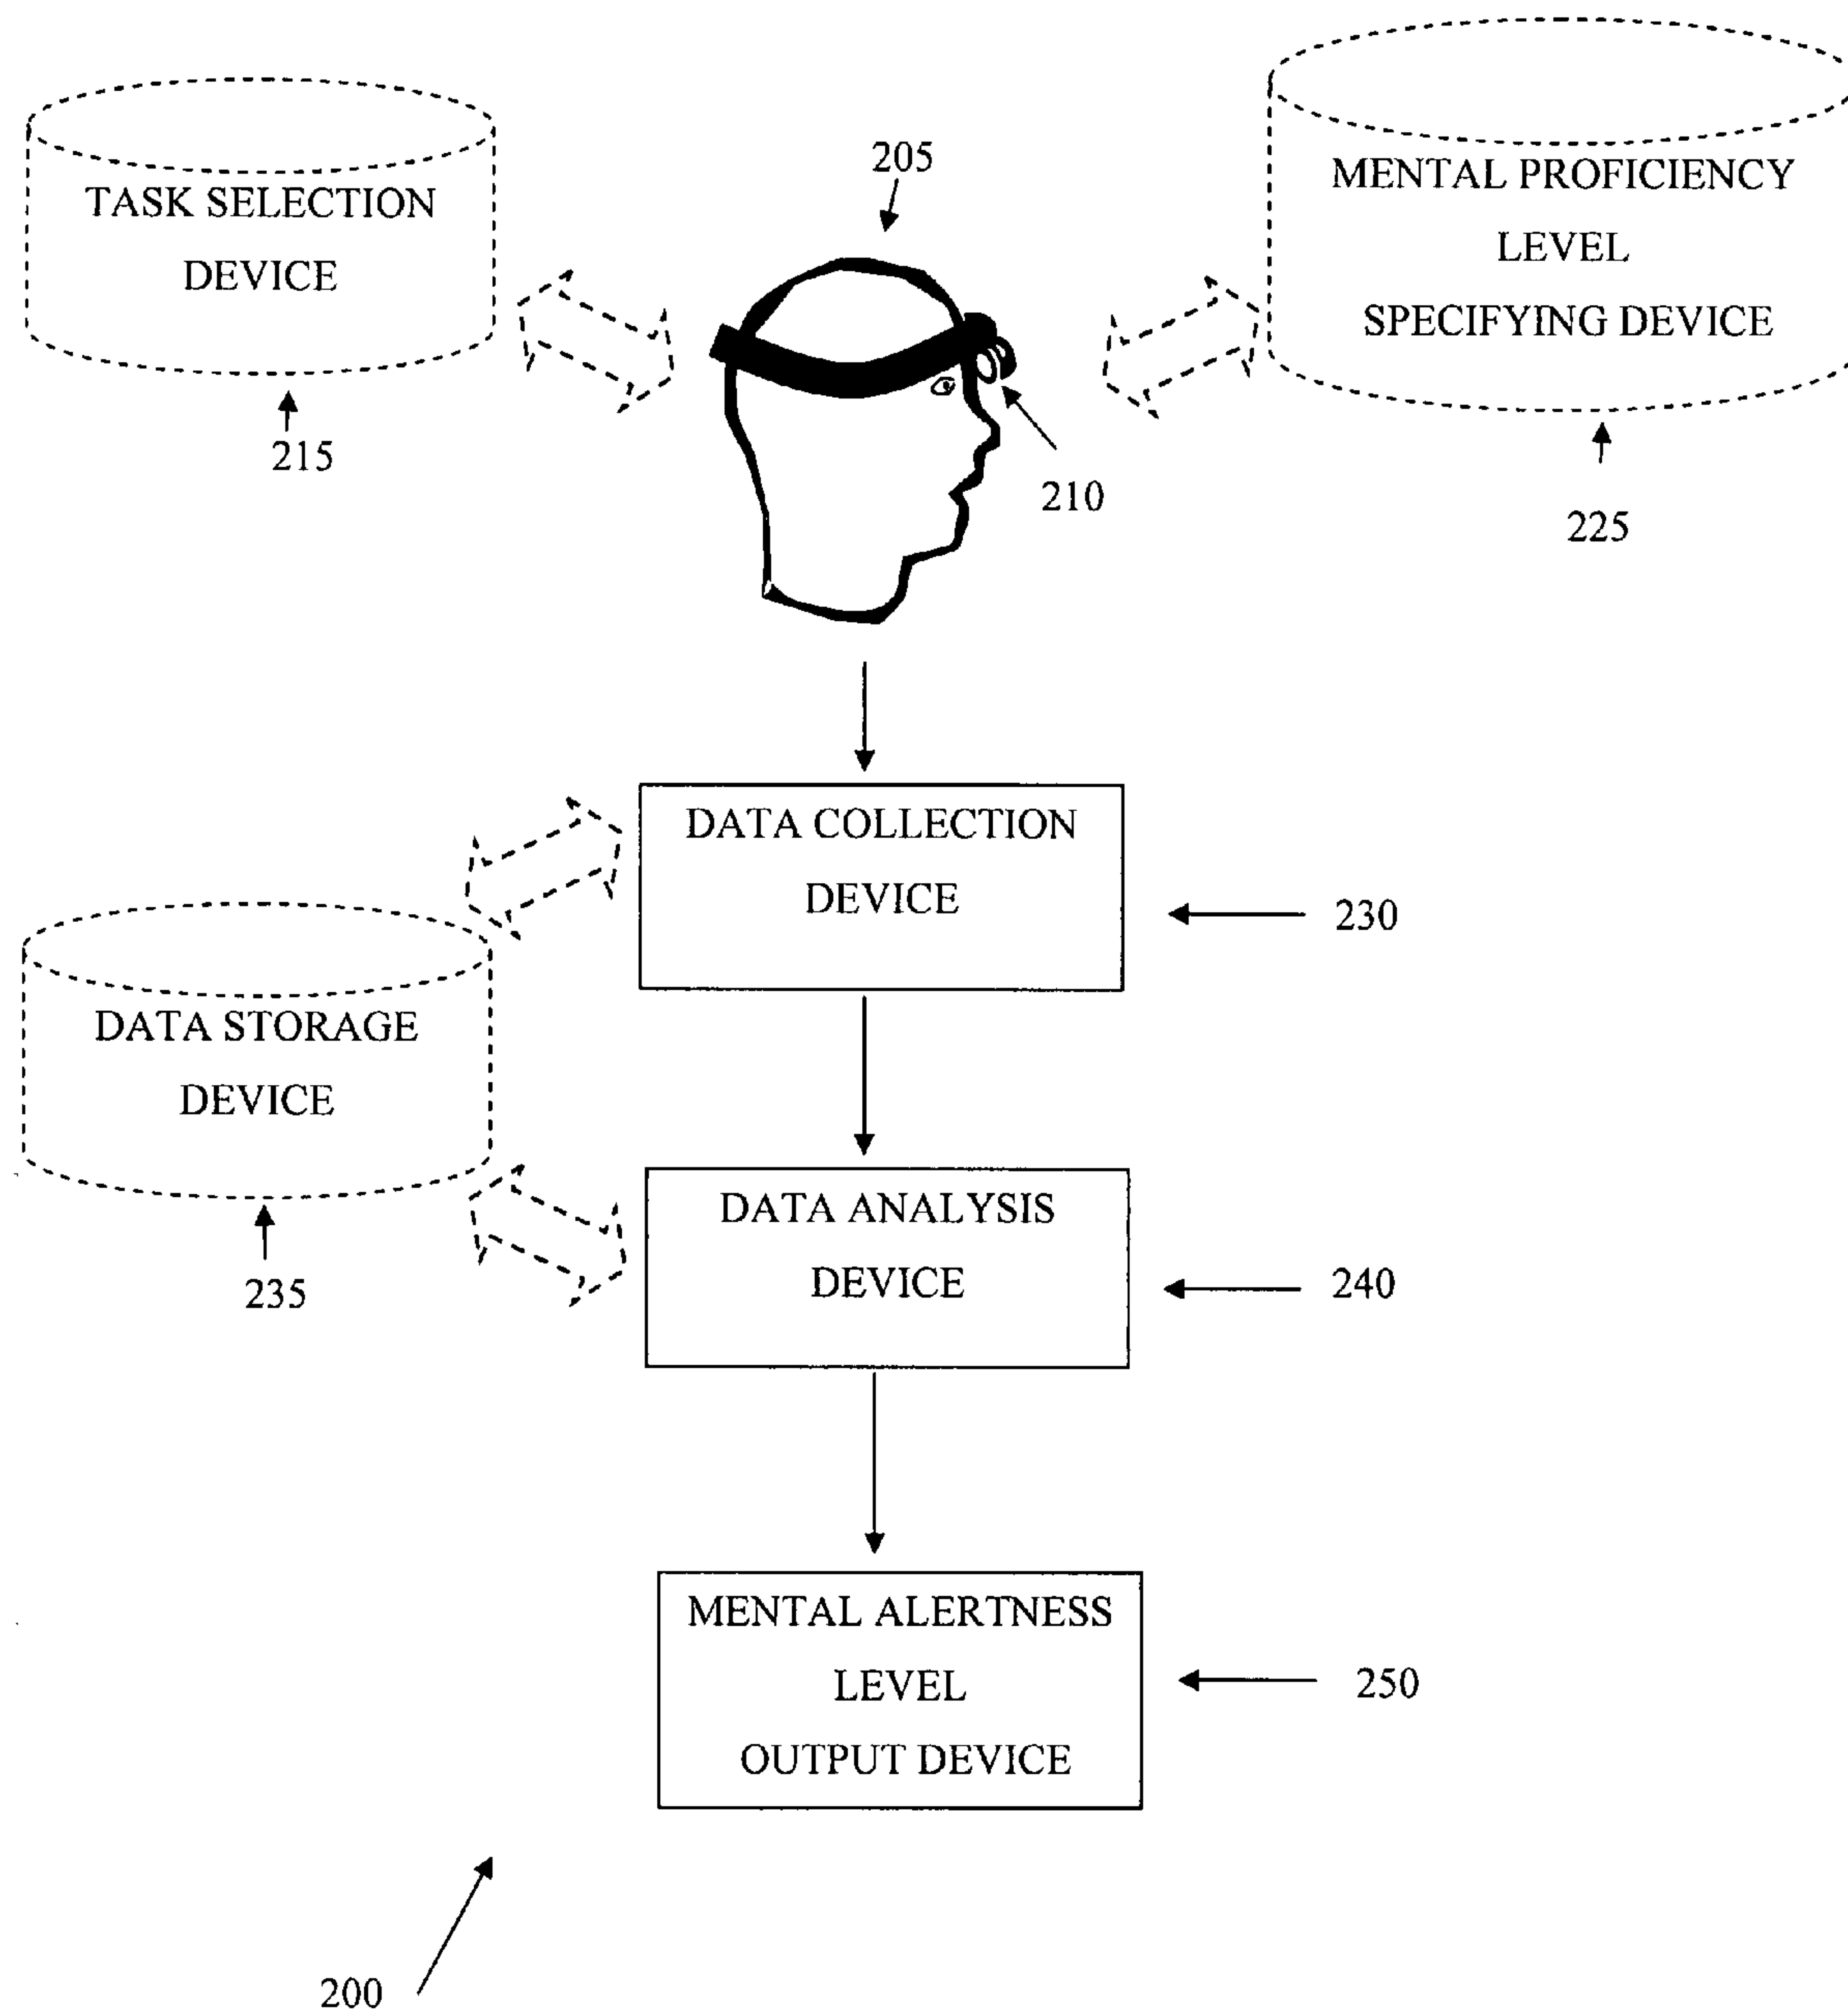 TASK SELECTION
DEVICE
215
205
210
MENTAL PROFICIENCY
LEVEL
SPECIFYING DEVICE
225
DATA COLLECTION
DEVICE
230
DATA STORAGE
DEVICE
235
DATA ANALYSIS
DEVICE
240
MENTAL ALERTNESS
LEVEL
OUTPUT DEVICE
250
200